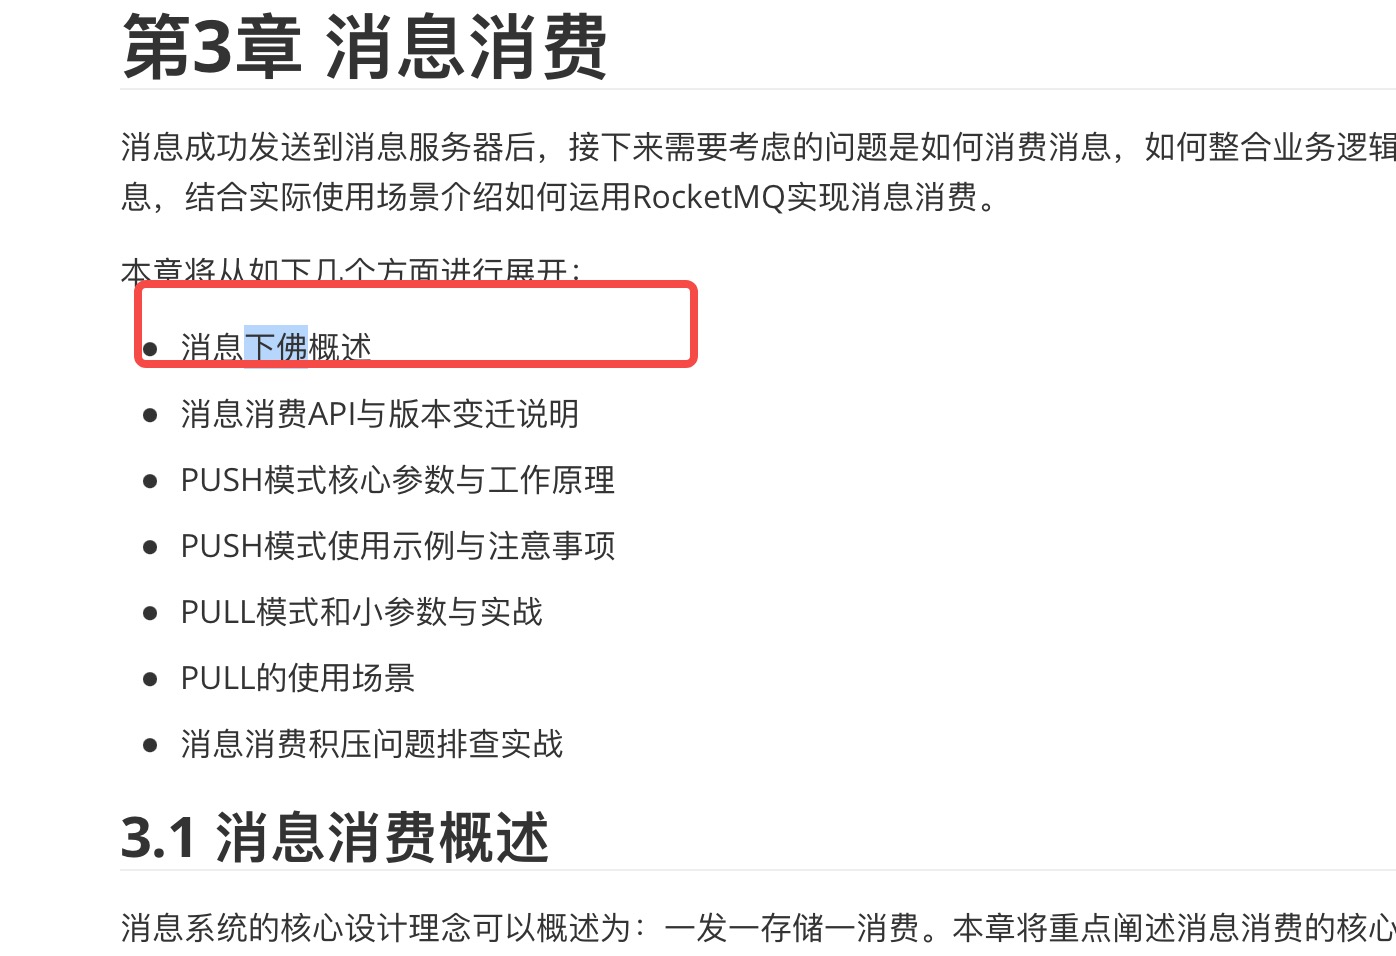 第3章 消息消费
消息成功发送到消息服务器后，接下来需要考虑的问题是如何消费消息，如何整合业务逻辑
息，结合实际使用场景介绍如何运用RocketMQ实现消息消费。
本章将从如下几个方面进行展开：
消息下佛概述
消息消费API与版本变迁说明
PUSH模式核心参数与工作原理
PUSH模式使用示例与注意事项
PULL模式和小参数与实战
PULL的使用场景
消息消费积压问题排查实战
3.1 消息消费概述
消息系统的核心设计理念可以概述为：一发一存储一消费。本章将重点阐述消息消费的核心